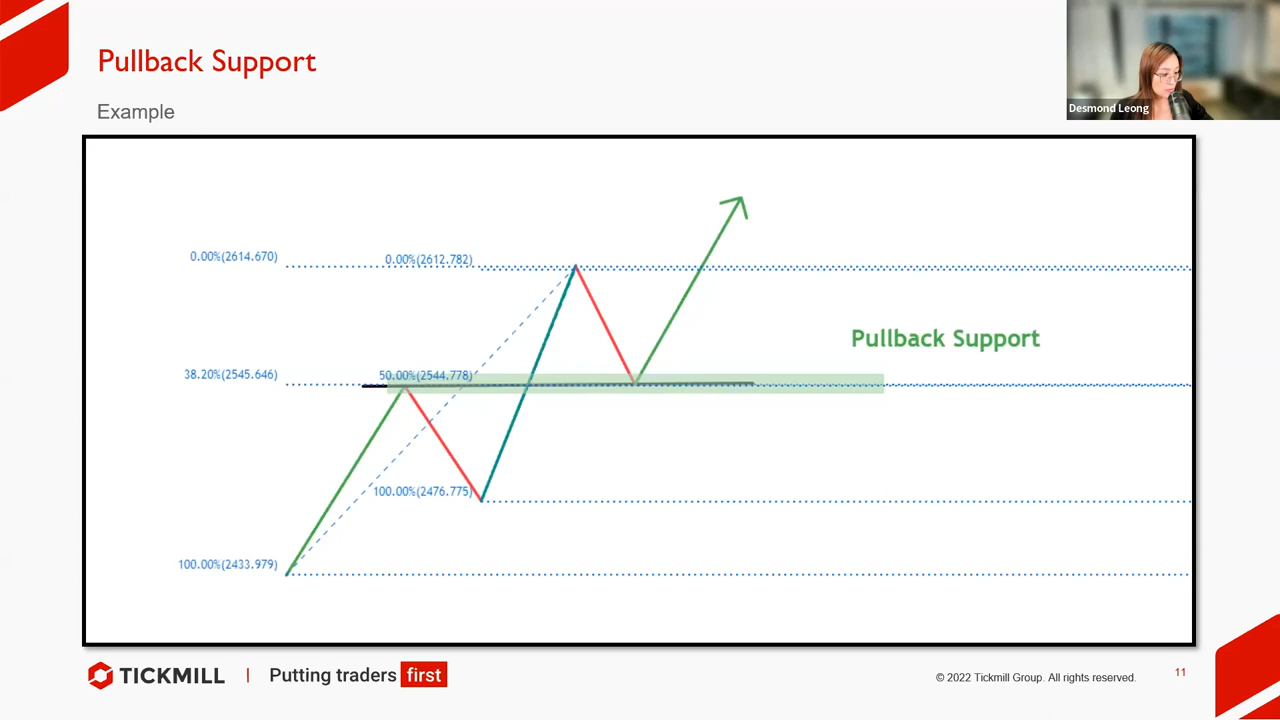 Pullback Support
Example
Desmond Leong
0.00%(2614.670)
0.00%(2612.782)
Pullback Support
38.20%(2545.646)
50.00%(2544.778)
100.00%(2476.775)
100.00%(2433.979)
TICKMILL | Putting traders first
© 2022 Tickmill Group. All rights reserved.
11